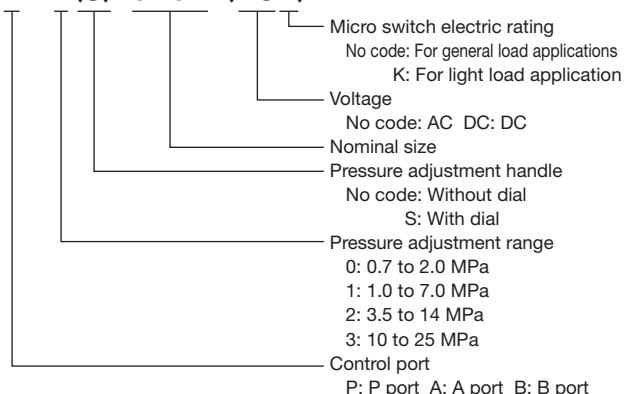 Micro switch electric rating
No code: For general load applications
K: For light load application
Voltage
No code: AC DC: DC
Nominal size
Pressure adjustment handle
No code: Without dial
S: With dial
Pressure adjustment range
0: 0.7 to 2.0 MPa
1: 1.0 to 7.0 MPa
2: 3.5 to 14 MPa
3: 10 to 25 MPa
Control port
P: P port A: A port B: B port